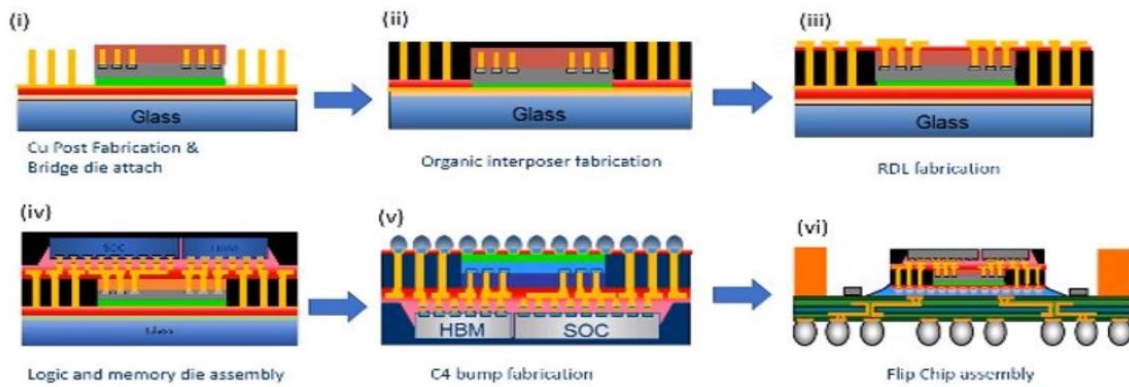 (i)
(ii)
(iii)
Glass
Glass
Glass
Cu Post Fabrication &
Bridge die attach
Organic interposer fabrication
RDL fabrication
(iv)
(v)
(vi)
SOC
HBM
SOC
Logic and memory die assembly
C4 bump fabrication
Flip Chip assembly